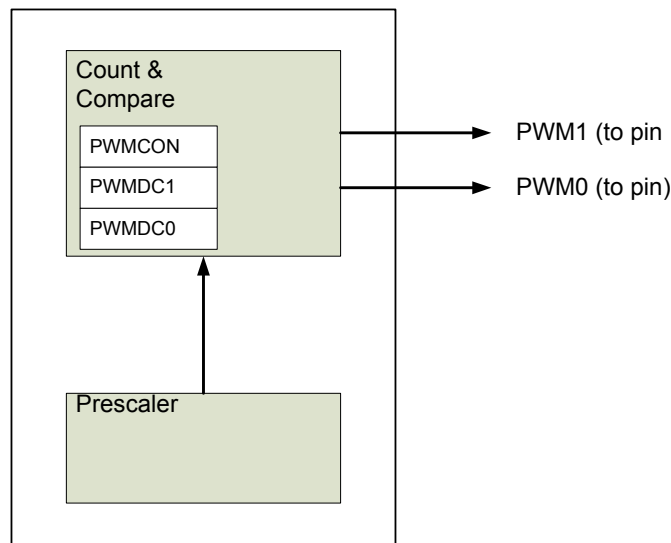 Count &
Compare
PWMCON
PWMDC1
PWMDC0
PWM1 (to pin
PWM0 (to pin)
Prescaler